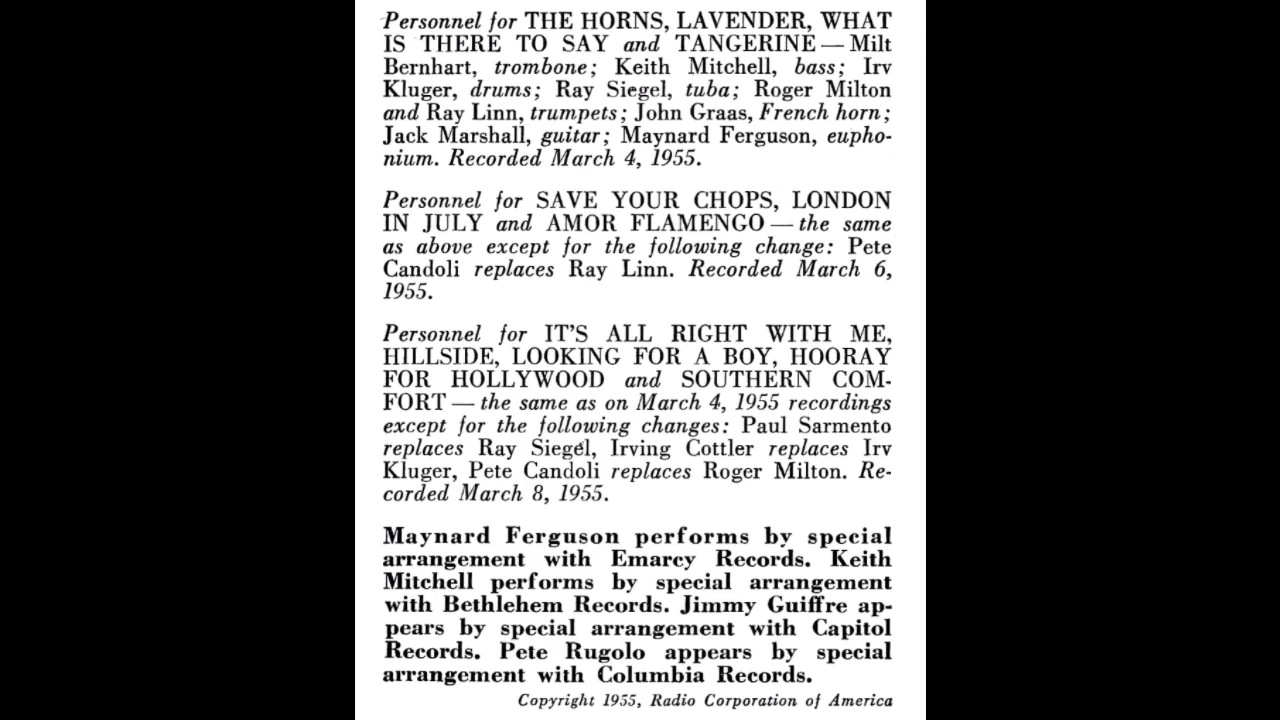 Personnel for THE HORNS, LAVENDER, WHAT
IS THERE TO SAY and TANGERINE — Milt
Bernhart, trombone; Keith Mitchell, bass; Irv
Kluger, drums; Ray Siegel, tuba; Roger Milton
and Ray Linn, trumpets; John Graas, French horn;
Jack Marshall, guitar; Maynard Ferguson, eupho-
nium. Recorded March 4, 1955.
Personnel for SAVE YOUR CHOPS, LONDON
IN JULY and AMOR FLAMENGO — the same
as above except for the following change: Pete
Candoli replaces Ray Linn. Recorded March 6,
1955.
Personnel for IT'S ALL RIGHT WITH ME,
HILLSIDE, LOOKING FOR A BOY, HOORAY
FOR HOLLYWOOD and SOUTHERN COM-
FORT — the same as on March 4, 1955 recordings
except for the following changes: Paul Sarmento
replaces Ray Siegel, Irving Cottler replaces Irv
Kluger, Pete Candoli replaces Roger Milton. Re-
corded March 8, 1955.
Maynard Ferguson performs by special
arrangement with Emarcy Records. Keith
Mitchell performs by special arrangement
with Bethlehem Records. Jimmy Guiffre ap-
pears by special arrangement with Capitol
Records. Pete Rugolo appears by special
arrangement with Columbia Records.
Copyright 1955, Radio Corporation of America